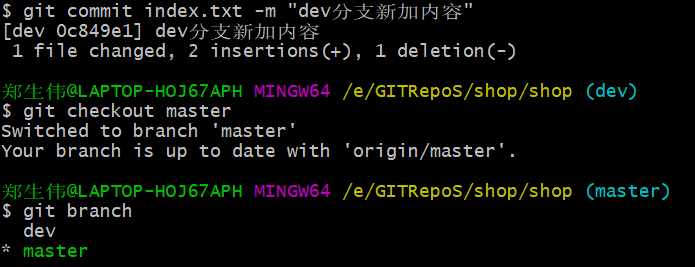 $ git commit index.txt -m "dev分支新加内容"
[dev 0c849e1] dev分支新加内容
 1 file changed, 2 insertions(+), 1 deletion(-)
郑生伟@LAPTOP-HOJ67APH MINGW64 /e/GITRepoS/shop/shop (dev)
$ git checkout master
Switched to branch 'master'
Your branch is up to date with 'origin/master'.
郑生伟@LAPTOP-HOJ67APH MINGW64 /e/GITRepoS/shop/shop (master)
$ git branch
  dev
* master